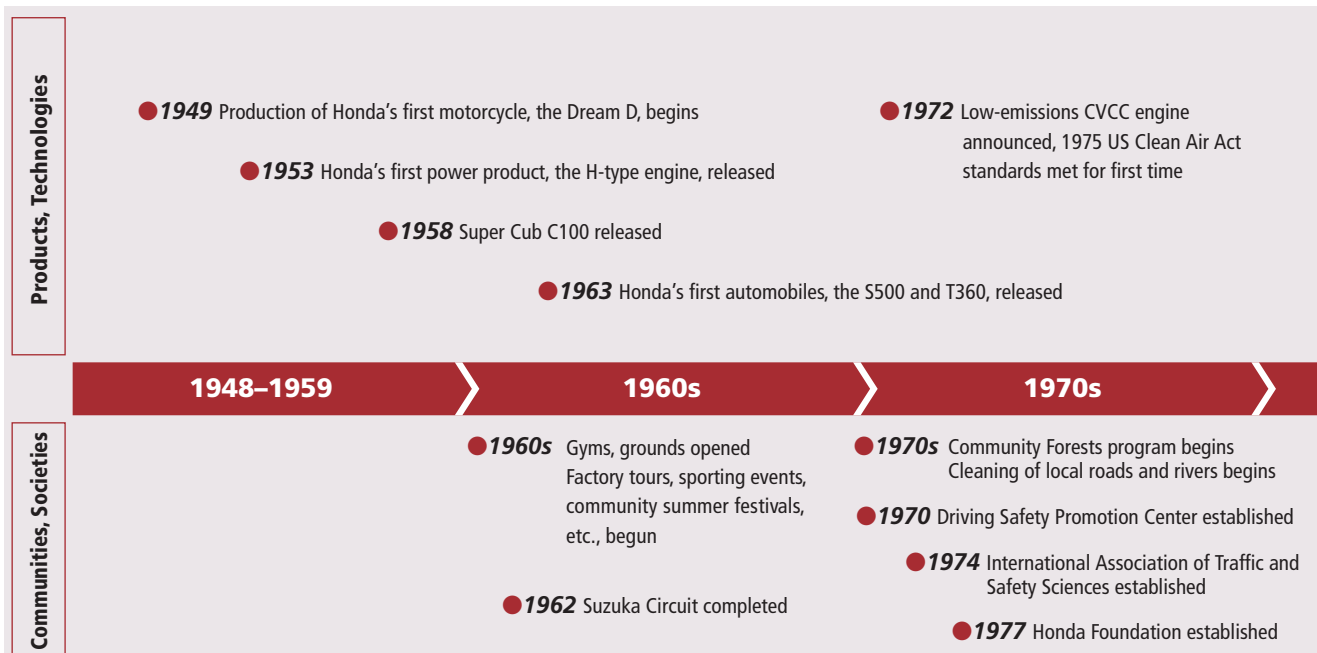 Products, Technologies
1949 Production of Honda’s first motorcycle, the Dream D, begins
1953 Honda’s first power product, the H-type engine, released
1958 Super Cub C100 released
1963 Honda’s first automobiles, the S500 and T360, released
1972 Low-emissions CVCC engine
announced, 1975 US Clean Air Act
standards met for first time
1948–1959
1960s
1970s
Communities, Societies
1960s Gyms, grounds opened
Factory tours, sporting events,
community summer festivals,
etc., begun
1962 Suzuka Circuit completed
1970s Community Forests program begins
Cleaning of local roads and rivers begins
1970 Driving Safety Promotion Center established
1974 International Association of Traffic and
Safety Sciences established
1977 Honda Foundation established